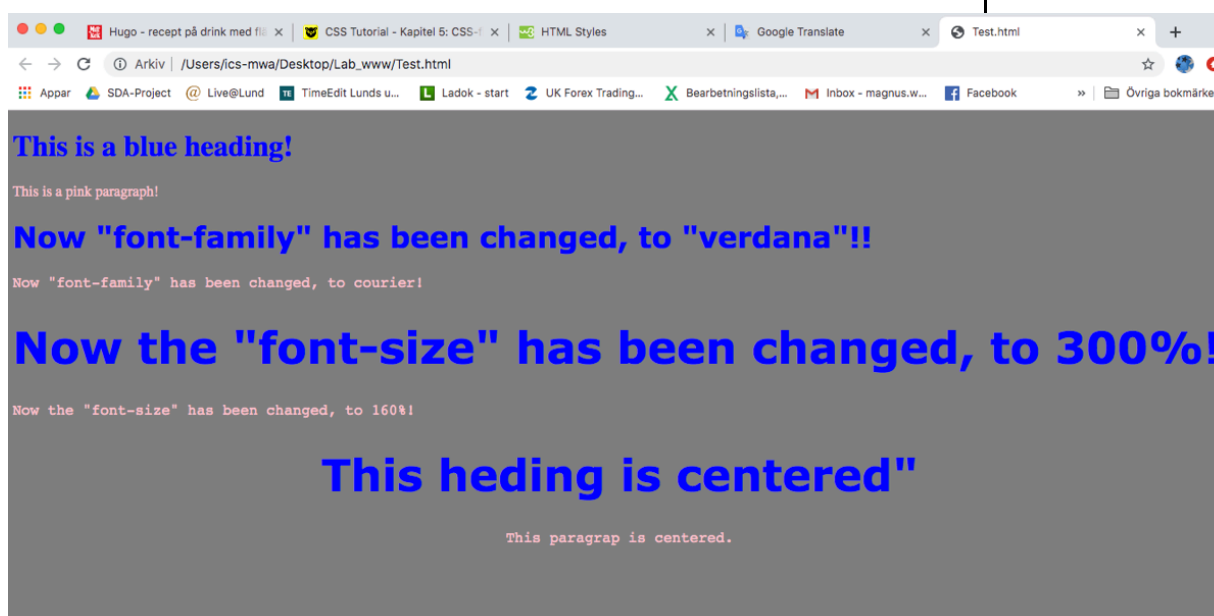 Hugo - recept på drink med flä
CSS Tutorial - Kapitel 5: CSS-f
HTML Styles
Google Translate
Test.html
Arkiv | /Users/ics-mwa/Desktop/Lab_www/Test.html
Appar SDA-Project Live@Lund TE TimeEdit Lunds u... L Ladok - start UK Forex Trading... Bearbetningslista,... Inbox - magnus.w... Facebook » Övriga bokmärke
This is a blue heading!
This is a pink paragraph!
Now "font-family" has been changed, to "verdana"!!
Now "font-family" has been changed, to courier!
Now the "font-size" has been changed, to 300%!
Now the "font-size" has been changed, to 160%!
This heding is centered"
This paragrap is centered.